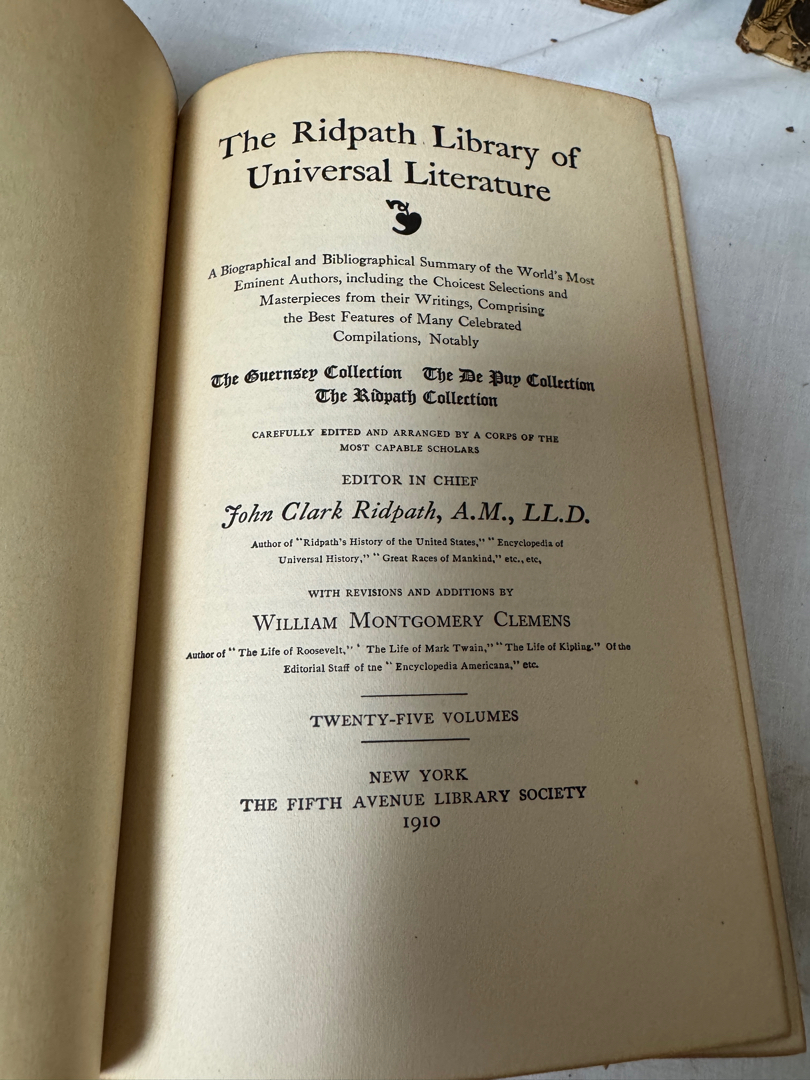 The Ridpath Library of
Universal Literature
A Biographical and Bibliographical Summary of the World's Most
Eminent Authors, including the Choicest Selections and
Masterpieces from their Writings, Comprising
the Best Features of Many Celebrated
Compilations, Notably
The Guernsey Collection The De Puy Collection
The Ridpath Collection
CAREFULLY EDITED AND ARRANGED BY A CORPS OF THE
MOST CAPABLE SCHOLARS
EDITOR IN CHIEF
John Clark Ridpath, A.M., LL.D.
Author of "Ridpath's History of the United States," "Encyclopedia of
Universal History," "Great Races of Mankind," etc., etc,
WITH REVISIONS AND ADDITIONS BY
WILLIAM MONTGOMERY CLEMENS
Author of "The Life of Roosevelt," ' The Life of Mark Twain," "The Life of Kipling." Of the
Editorial Staff of the "Encyclopedia Americana," etc.
TWENTY-FIVE VOLUMES
NEW YORK
THE FIFTH AVENUE LIBRARY SOCIETY
1910